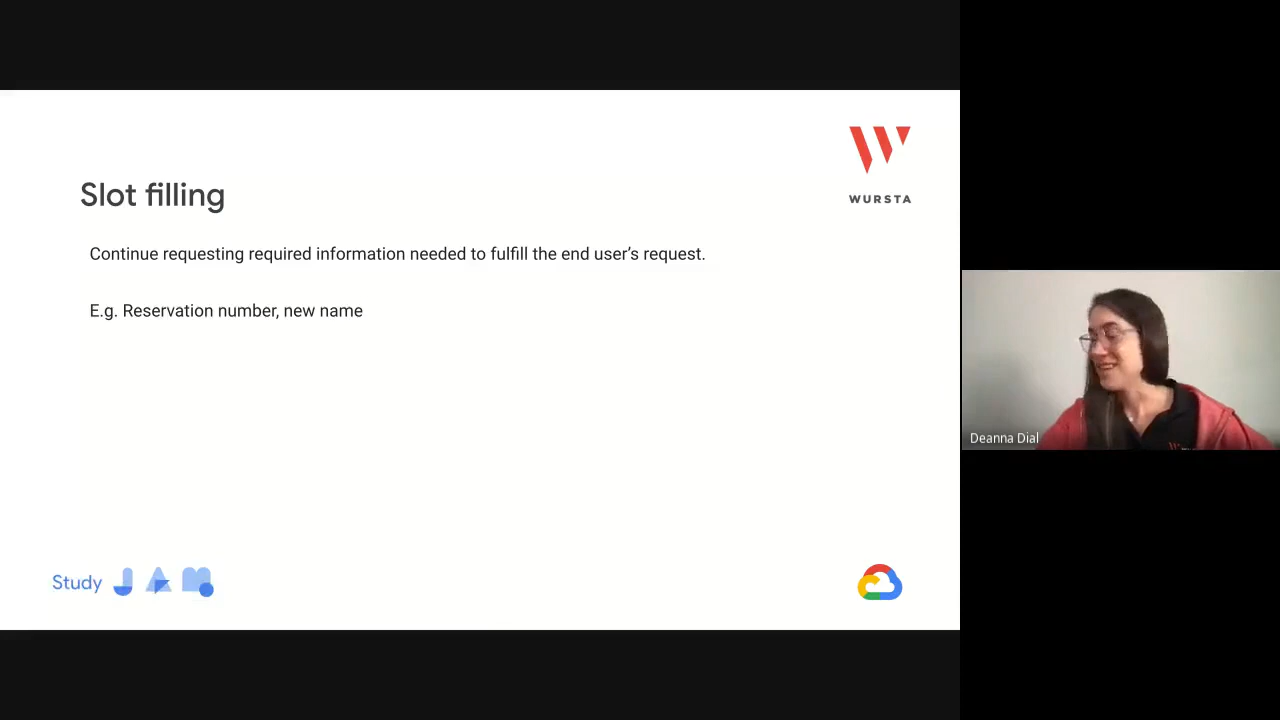 WURSTA
Slot filling
Continue requesting required information needed to fulfill the end user’s request.
E.g. Reservation number, new name
Deanna Dial
Study JAM